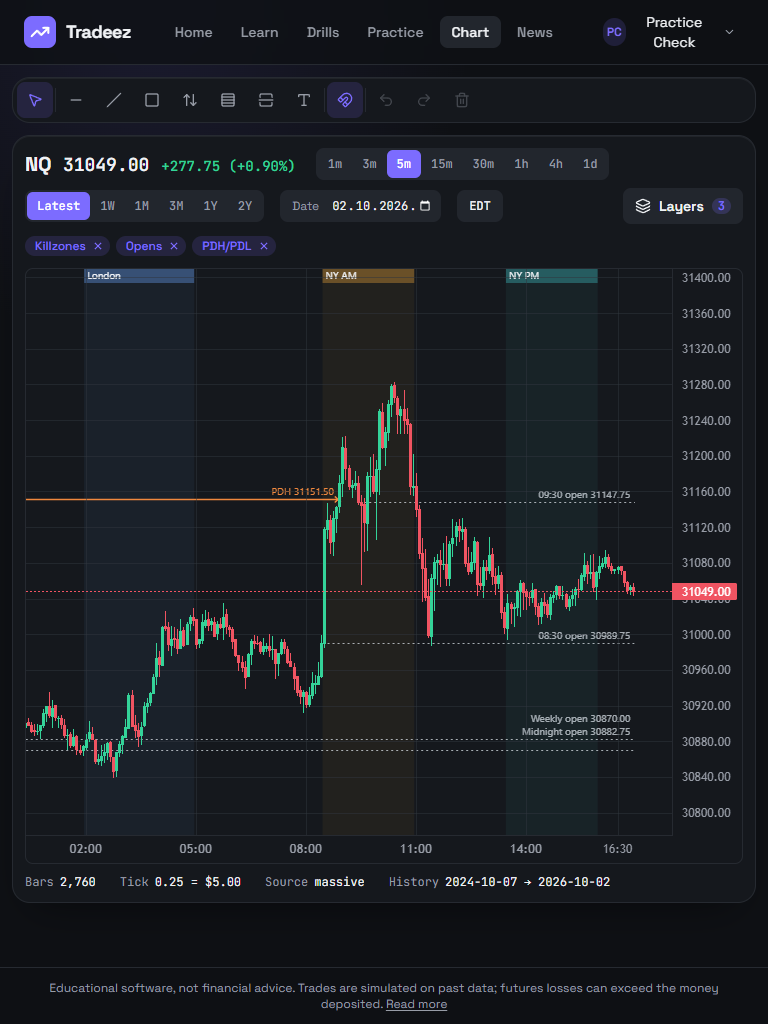 Tradeez
Home Learn Drills Practice Chart News
PC Practice
Check
T
NQ 31049.00 +277.75 (+0.90%) 1m 3m 5m 15m 30m 1h 4h 1d
Latest 1W 1M 3M 1Y 2Y Date 02.10.2026. EDT Layers 3
Killzones × Opens × PDH/PDL ×
London NY AM NY PM 31400.00
31360.00
31320.00
31280.00
31240.00
31200.00
PDH 31151.50 09:30 open 31147.75 31160.00
31120.00
31080.00
31049.00
08:30 open 30989.75 31000.00
30960.00
Weekly open 30870.00 30920.00
Midnight open 30882.75 30880.00
30840.00
30800.00
02:00 05:00 08:00 11:00 14:00 16:30
Bars 2,760 Tick 0.25 = $5.00 Source massive History 2024-10-07 → 2026-10-02
Educational software, not financial advice. Trades are simulated on past data; futures losses can exceed the money
deposited. Read more